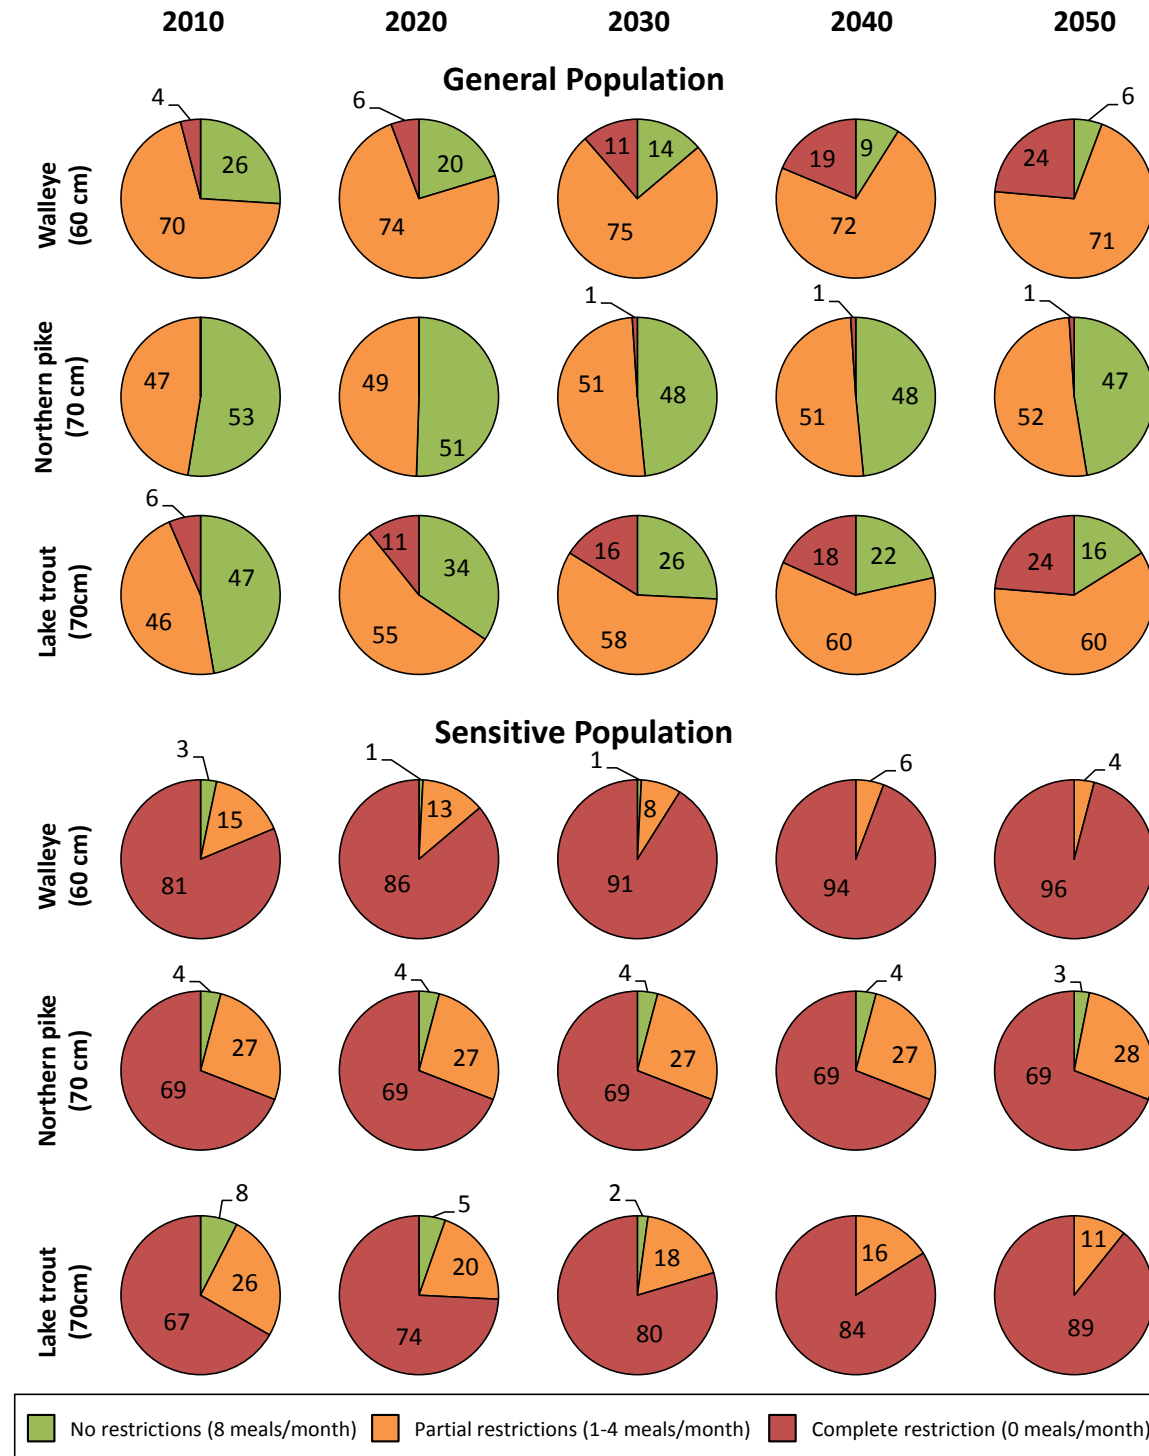 2010 2020 2030 2040 2050
General Population
Walleye
(60 cm)
4 26 70
6 20 74
11 14 75
19 9 72
6 24 71
Northern pike
(70 cm)
47 53
49 51
1 51 48
1 51 48
1 52 47
Lake trout
(70cm)
6 47 46
11 34 55
16 26 58
18 22 60
24 16 60
Sensitive Population
Walleye
(60 cm)
3 15 81
1 13 86
1 8 91
6 94
4 96
Northern pike
(70 cm)
4 27 69
4 27 69
4 27 69
4 27 69
3 28 69
Lake trout
(70cm)
8 26 67
5 20 74
2 18 80
16 84
11 89
No restrictions (8 meals/month) Partial restrictions (1-4 meals/month) Complete restriction (0 meals/month)